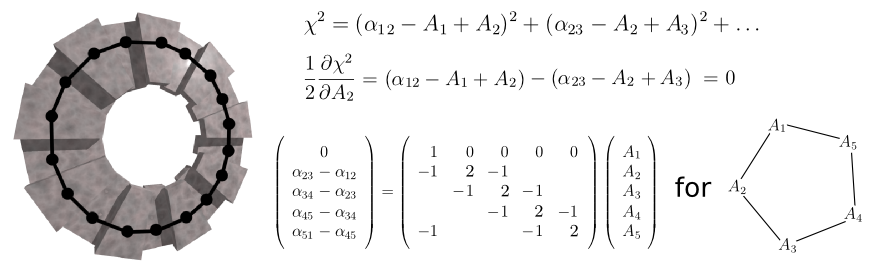 χ² = (α₁₂ − A₁ + A₂)² + (α₂₃ − A₂ + A₃)² + …
1/2 ∂χ²/∂A₂ = (α₁₂ − A₁ + A₂) − (α₂₃ − A₂ + A₃) = 0
( 0 ) = ( 1 0 0 0 0 ) ( A₁ )
( α₂₃ − α₁₂ ) ( −1 2 −1 ) ( A₂ )
( α₃₄ − α₂₃ ) ( −1 2 −1 ) ( A₃ )
( α₄₅ − α₃₄ ) ( −1 2 −1 ) ( A₄ )
( α₅₁ − α₄₅ ) ( −1 −1 2 ) ( A₅ )
for
A₁
A₅
A₂
A₄
A₃